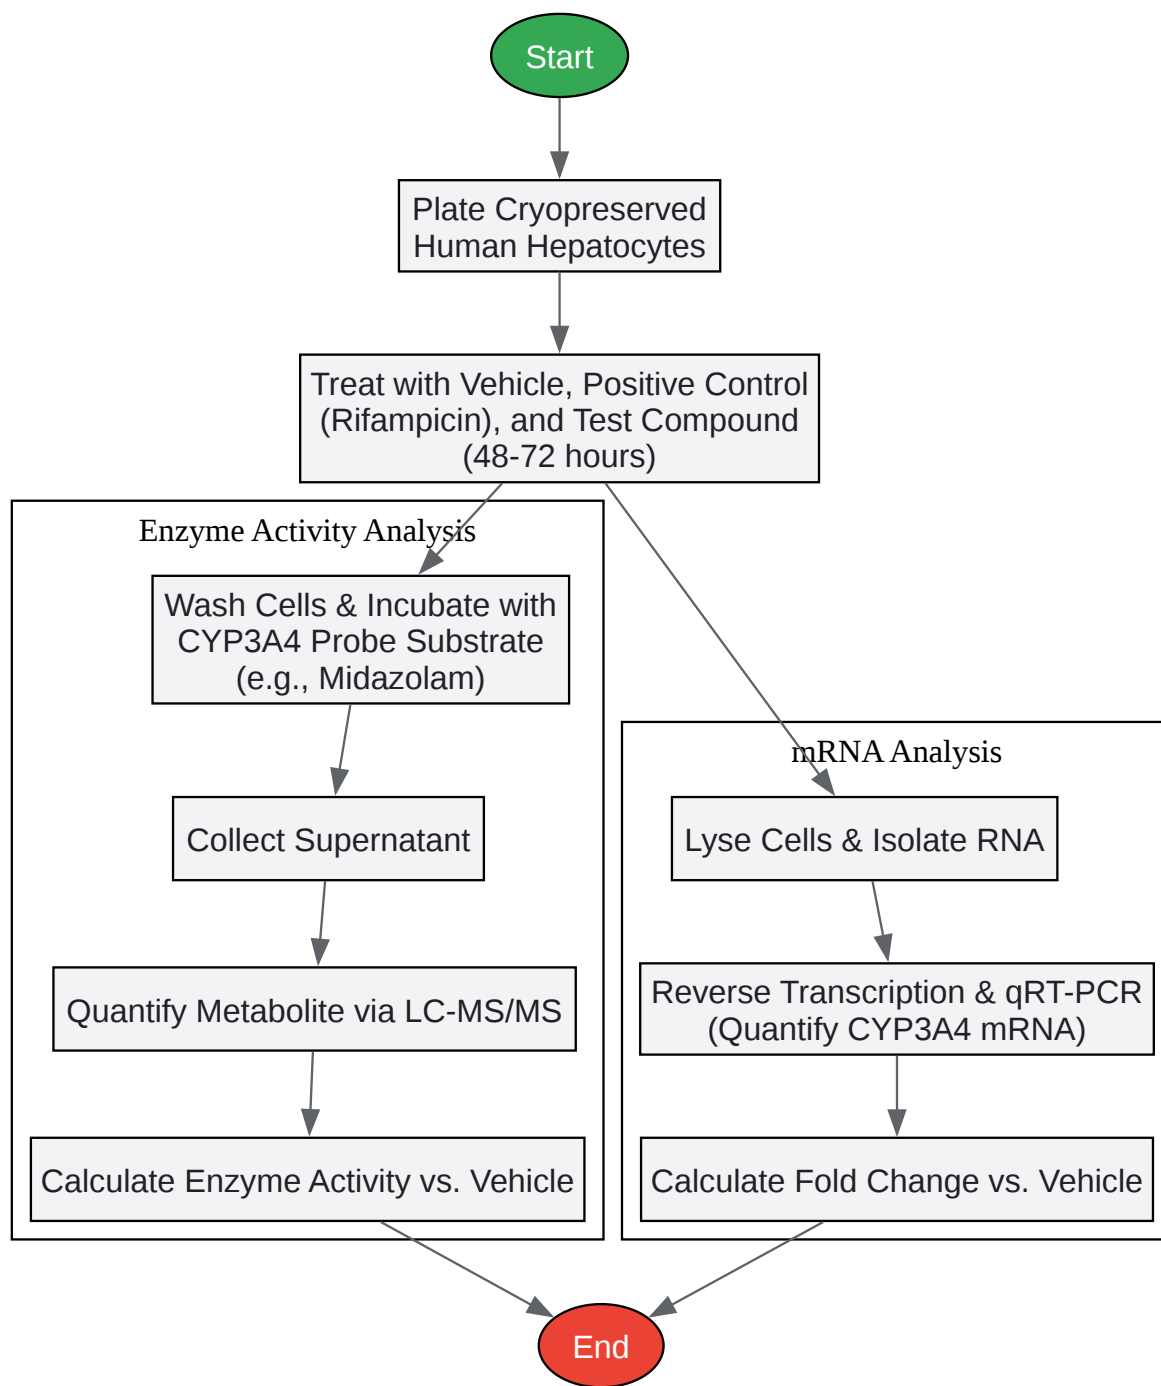 Start
Plate Cryopreserved
Human Hepatocytes
Treat with Vehicle, Positive Control
(Rifampicin), and Test Compound
(48-72 hours)
Enzyme Activity Analysis
Wash Cells & Incubate with
CYP3A4 Probe Substrate
(e.g., Midazolam)
Collect Supernatant
Quantify Metabolite via LC-MS/MS
Calculate Enzyme Activity vs. Vehicle
mRNA Analysis
Lyse Cells & Isolate RNA
Reverse Transcription & qRT-PCR
(Quantify CYP3A4 mRNA)
Calculate Fold Change vs. Vehicle
End